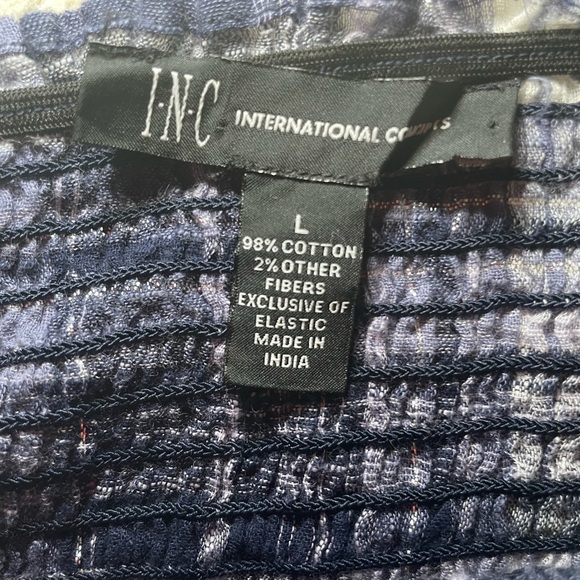 I·N·C INTERNATIONAL
L
98% COTTON
2% OTHER
FIBERS
EXCLUSIVE OF
ELASTIC
MADE IN
INDIA